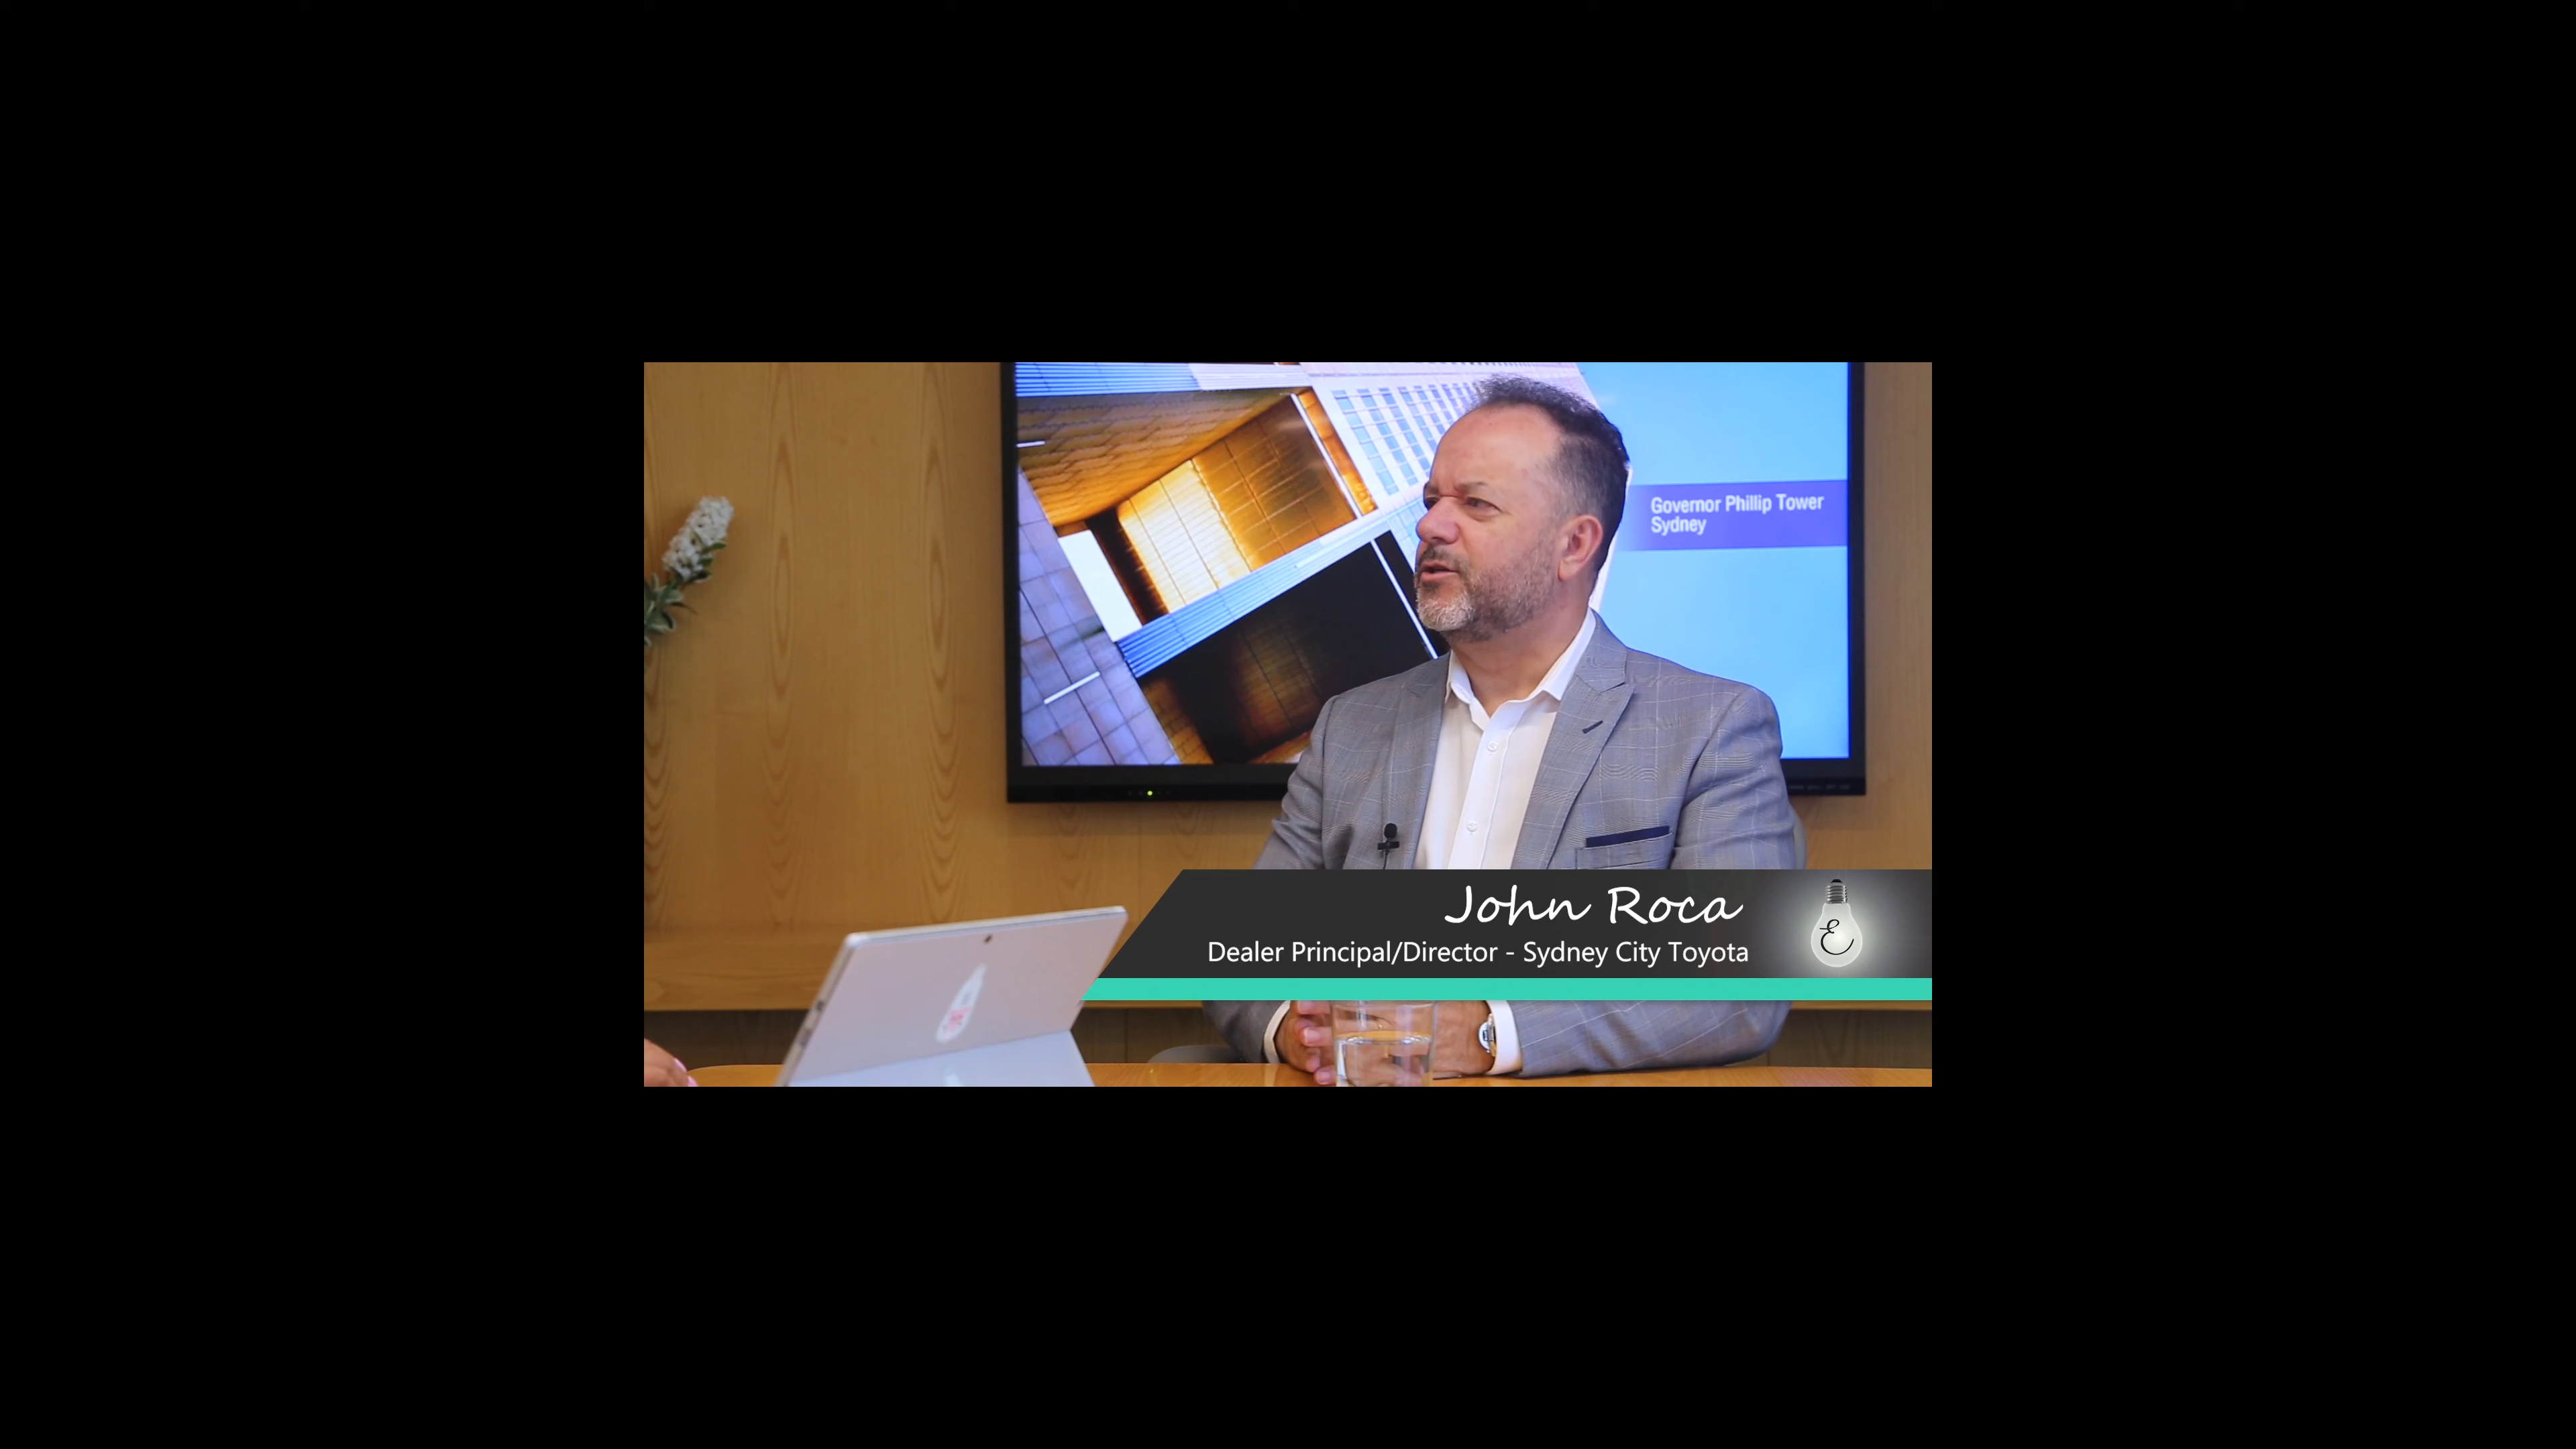 Governor Phillip Tower
Sydney
John Roca
Dealer Principal/Director - Sydney City Toyota
E